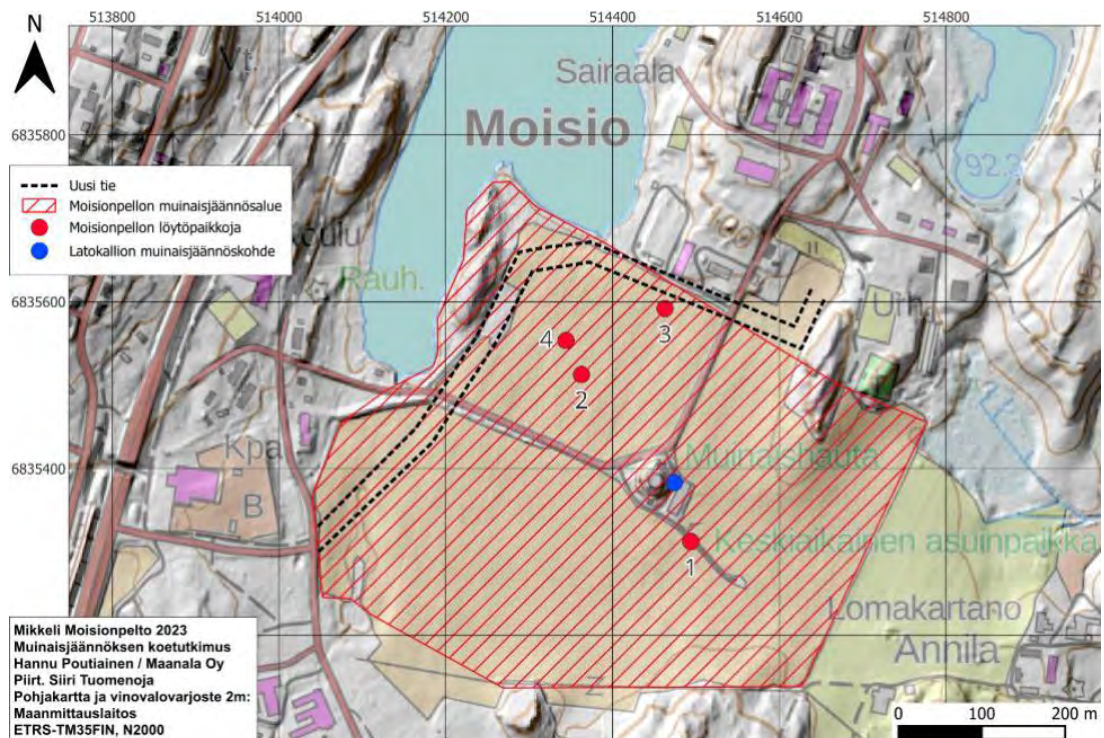 513800 514000 514200 514400 514600 514800
N
Sairaala
Moisio
6835800
92.2
Uusi tie
Moisionpellon muinaisjäännösalue
Moisionpellon löytöpaikkoja
Latokallion muinaisjäännöskohde
Rauh.
6835600
3
4
2
Kpa
B
6835400
Muinaishauta
1
Keskiaikainen asuinpaikka
Lomakartano
Annila
Mikkeli Moisionpelto 2023
Muinaisjäännöksen koetutkimus
Hannu Poutiainen / Maanala Oy
Piirt. Siiri Tuomenoja
Pohjakartta ja vinovalovarjoste 2m:
Maanmittauslaitos
ETRS-TM35FIN, N2000
0 100 200 m